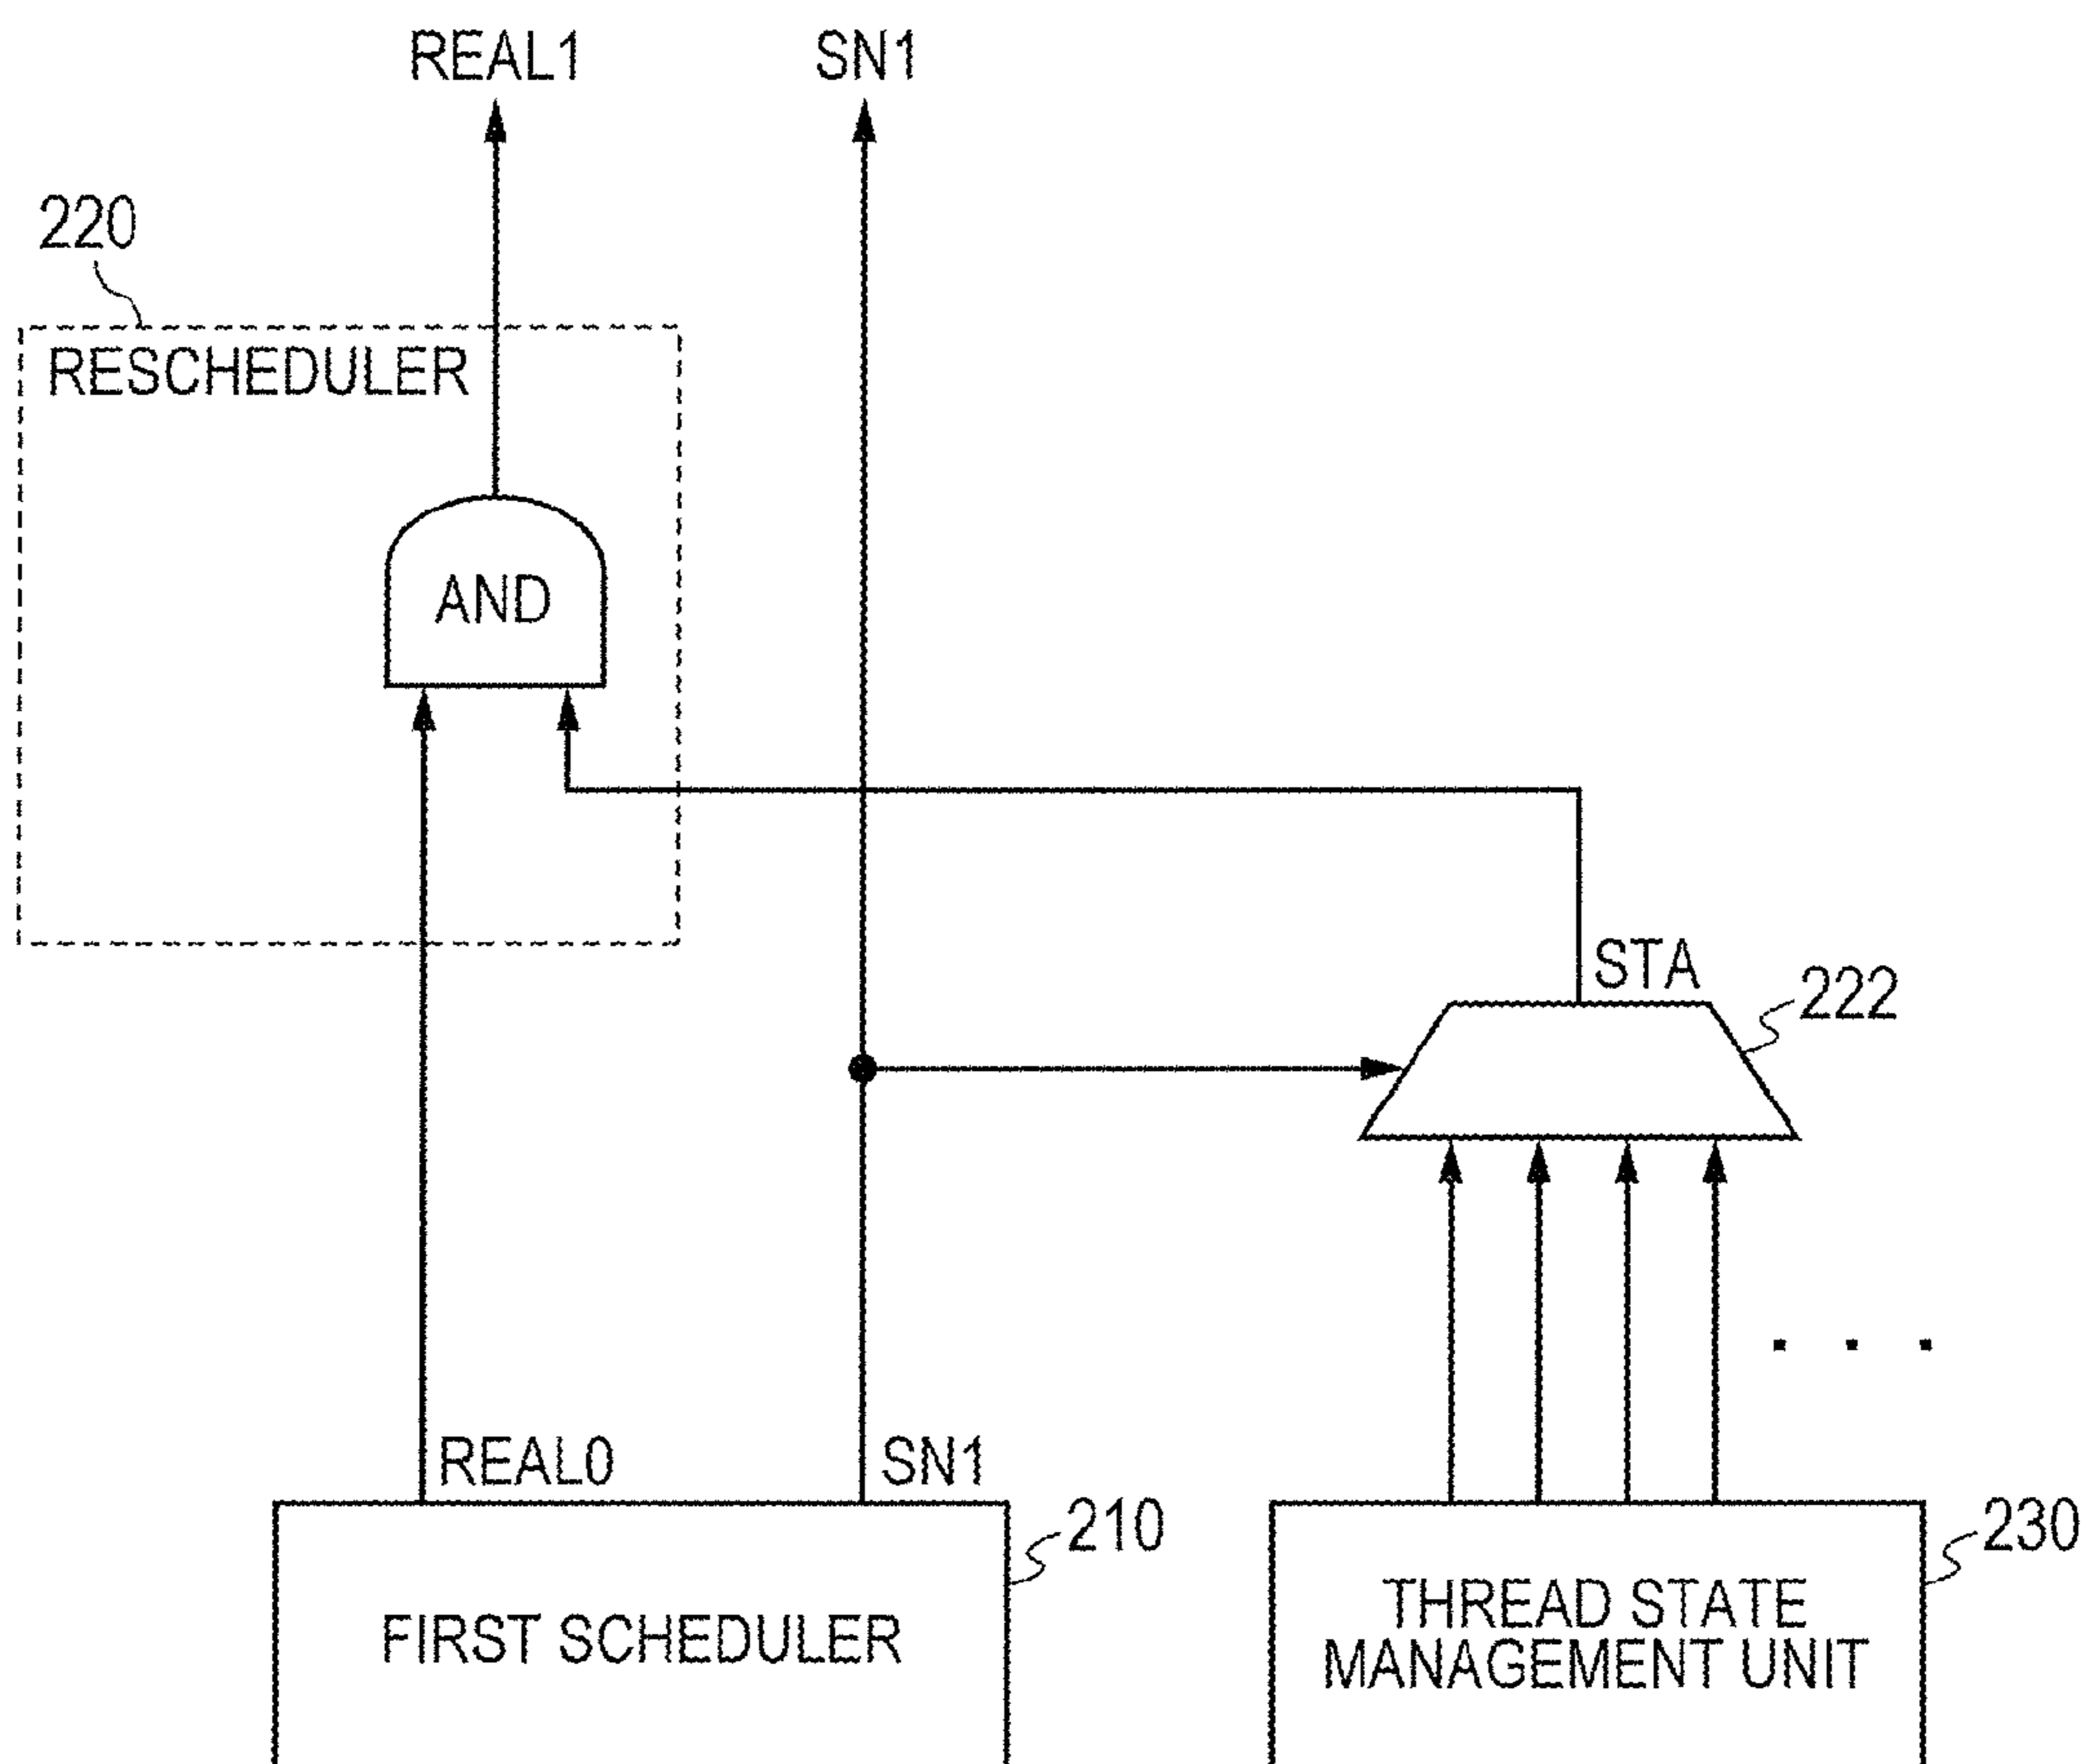 REAL1
SN1
220
RESCHEDULER
AND
STA
222
REAL0
SN1
210
230
FIRST SCHEDULER
THREAD STATE
MANAGEMENT UNIT